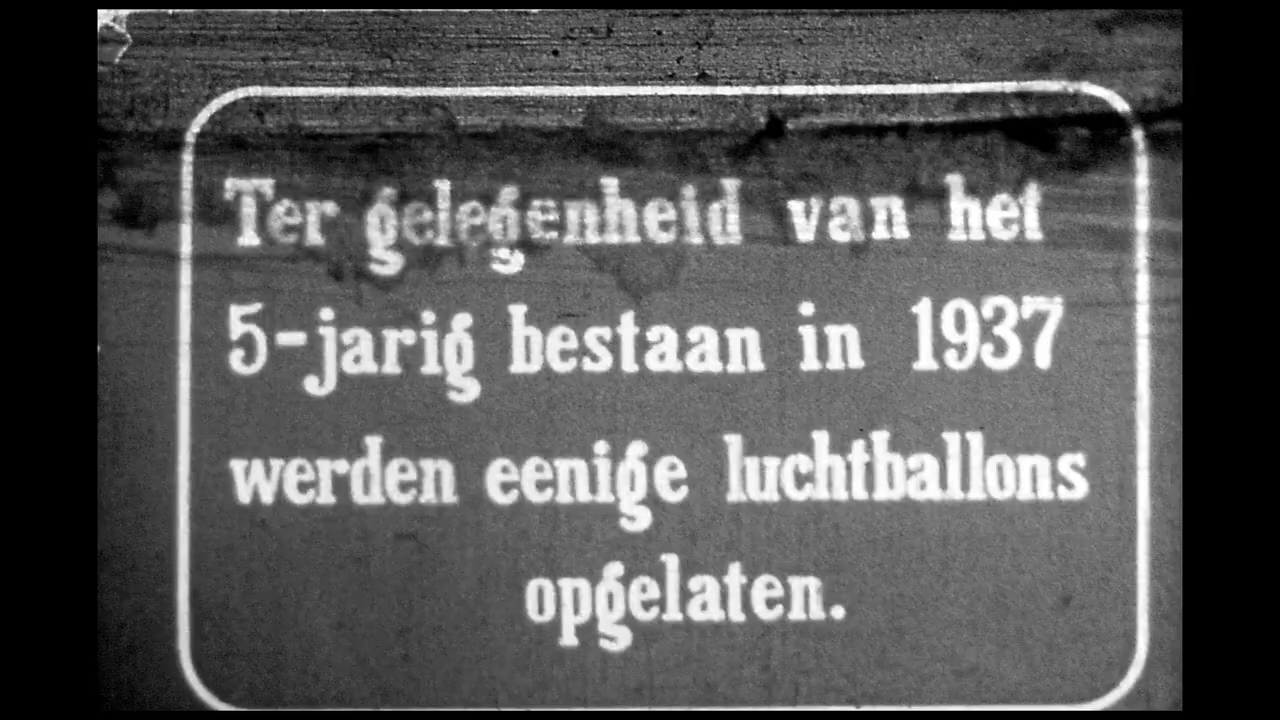 Ter gelegenheid van het
5-jarig bestaan in 1937
werden eenige luchtballons
opgelaten.